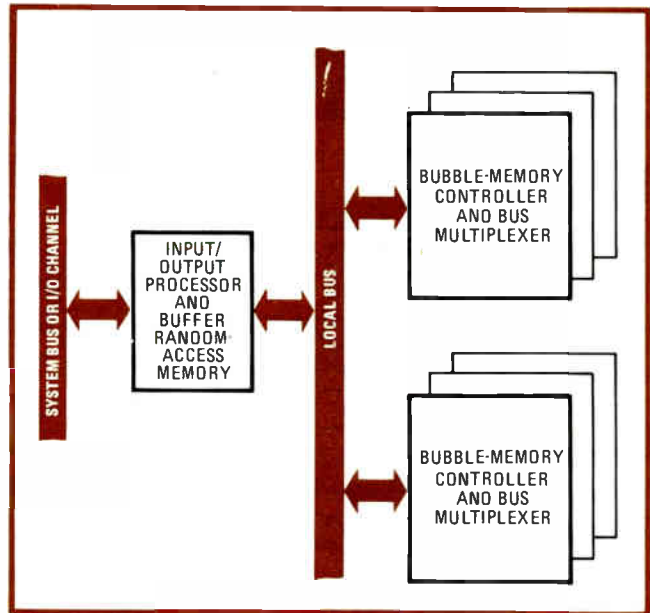 SYSTEM BUS OR I/O CHANNEL
INPUT/
OUTPUT
PROCESSOR
AND
BUFFER
RANDOM-
ACCESS
MEMORY
LOCAL BUS
BUBBLE-MEMORY
CONTROLLER
AND BUS
MULTIPLEXER
BUBBLE-MEMORY
CONTROLLER
AND BUS
MULTIPLEXER